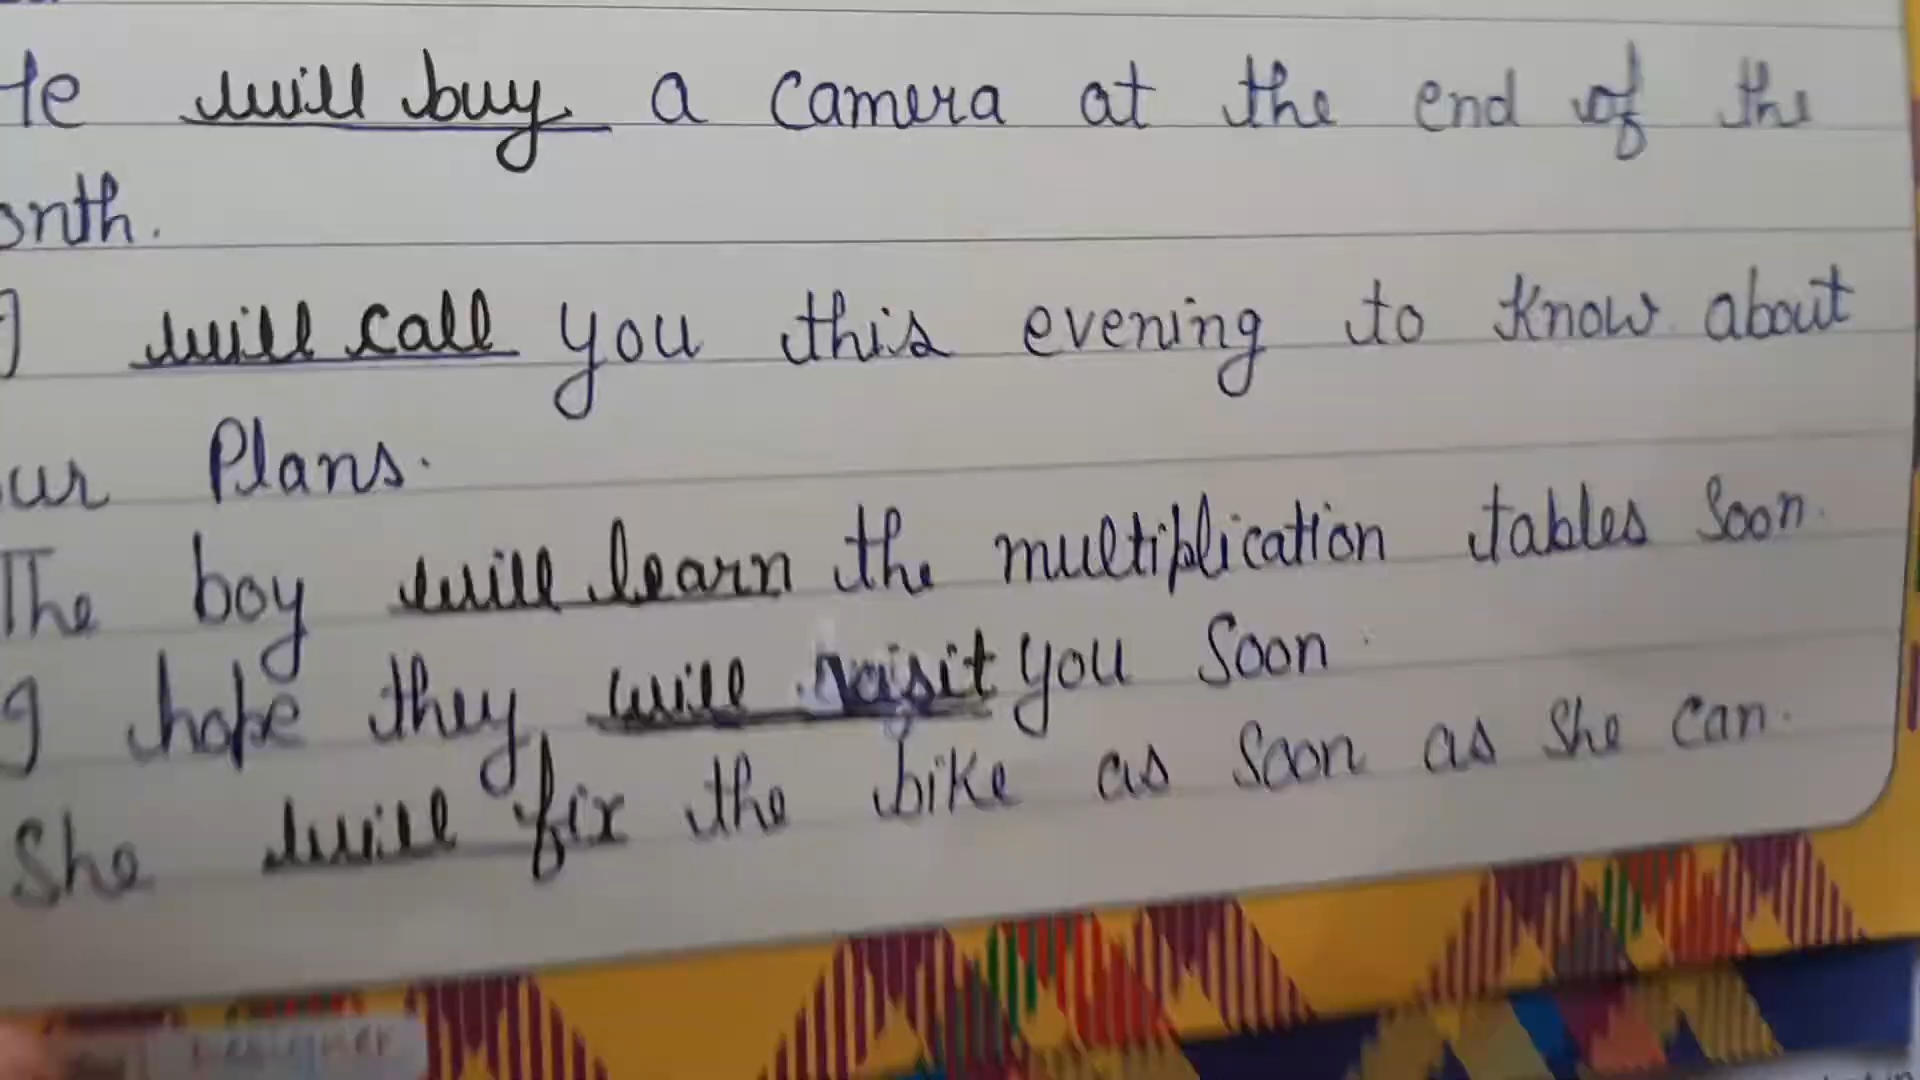 He will buy a camera at the end of the
onth.
I will call you this evening to know about
ur Plans.
The boy will learn the multiplication tables soon.
I hope they will visit you soon.
She will fix the bike as soon as she can.
Designer